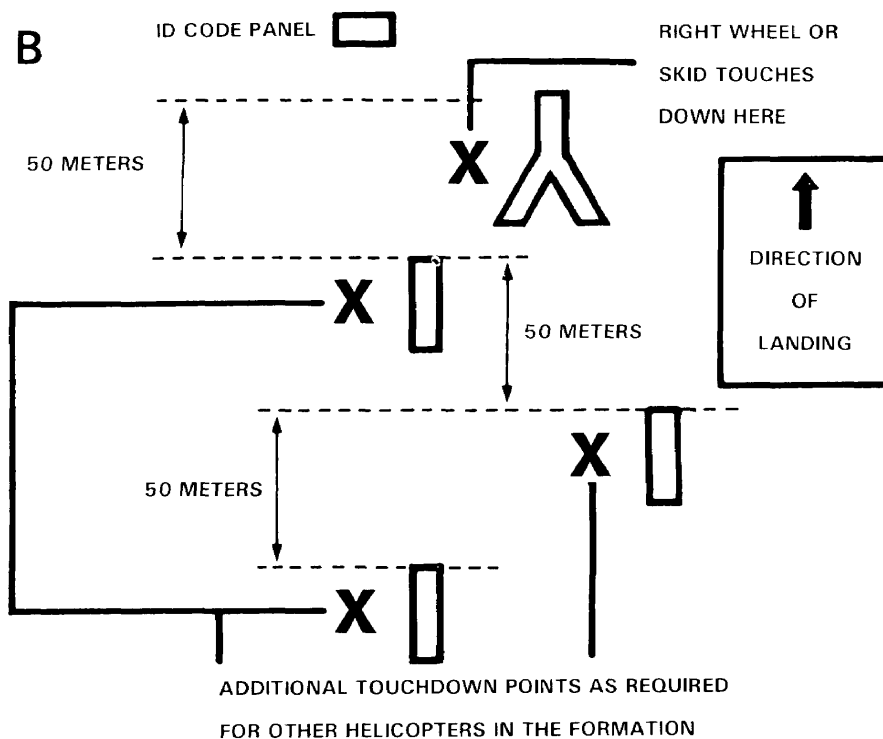 B
ID CODE PANEL
RIGHT WHEEL OR
SKID TOUCHES
DOWN HERE
50 METERS
X
X
50 METERS
DIRECTION
OF
LANDING
X
50 METERS
X
ADDITIONAL TOUCHDOWN POINTS AS REQUIRED
FOR OTHER HELICOPTERS IN THE FORMATION